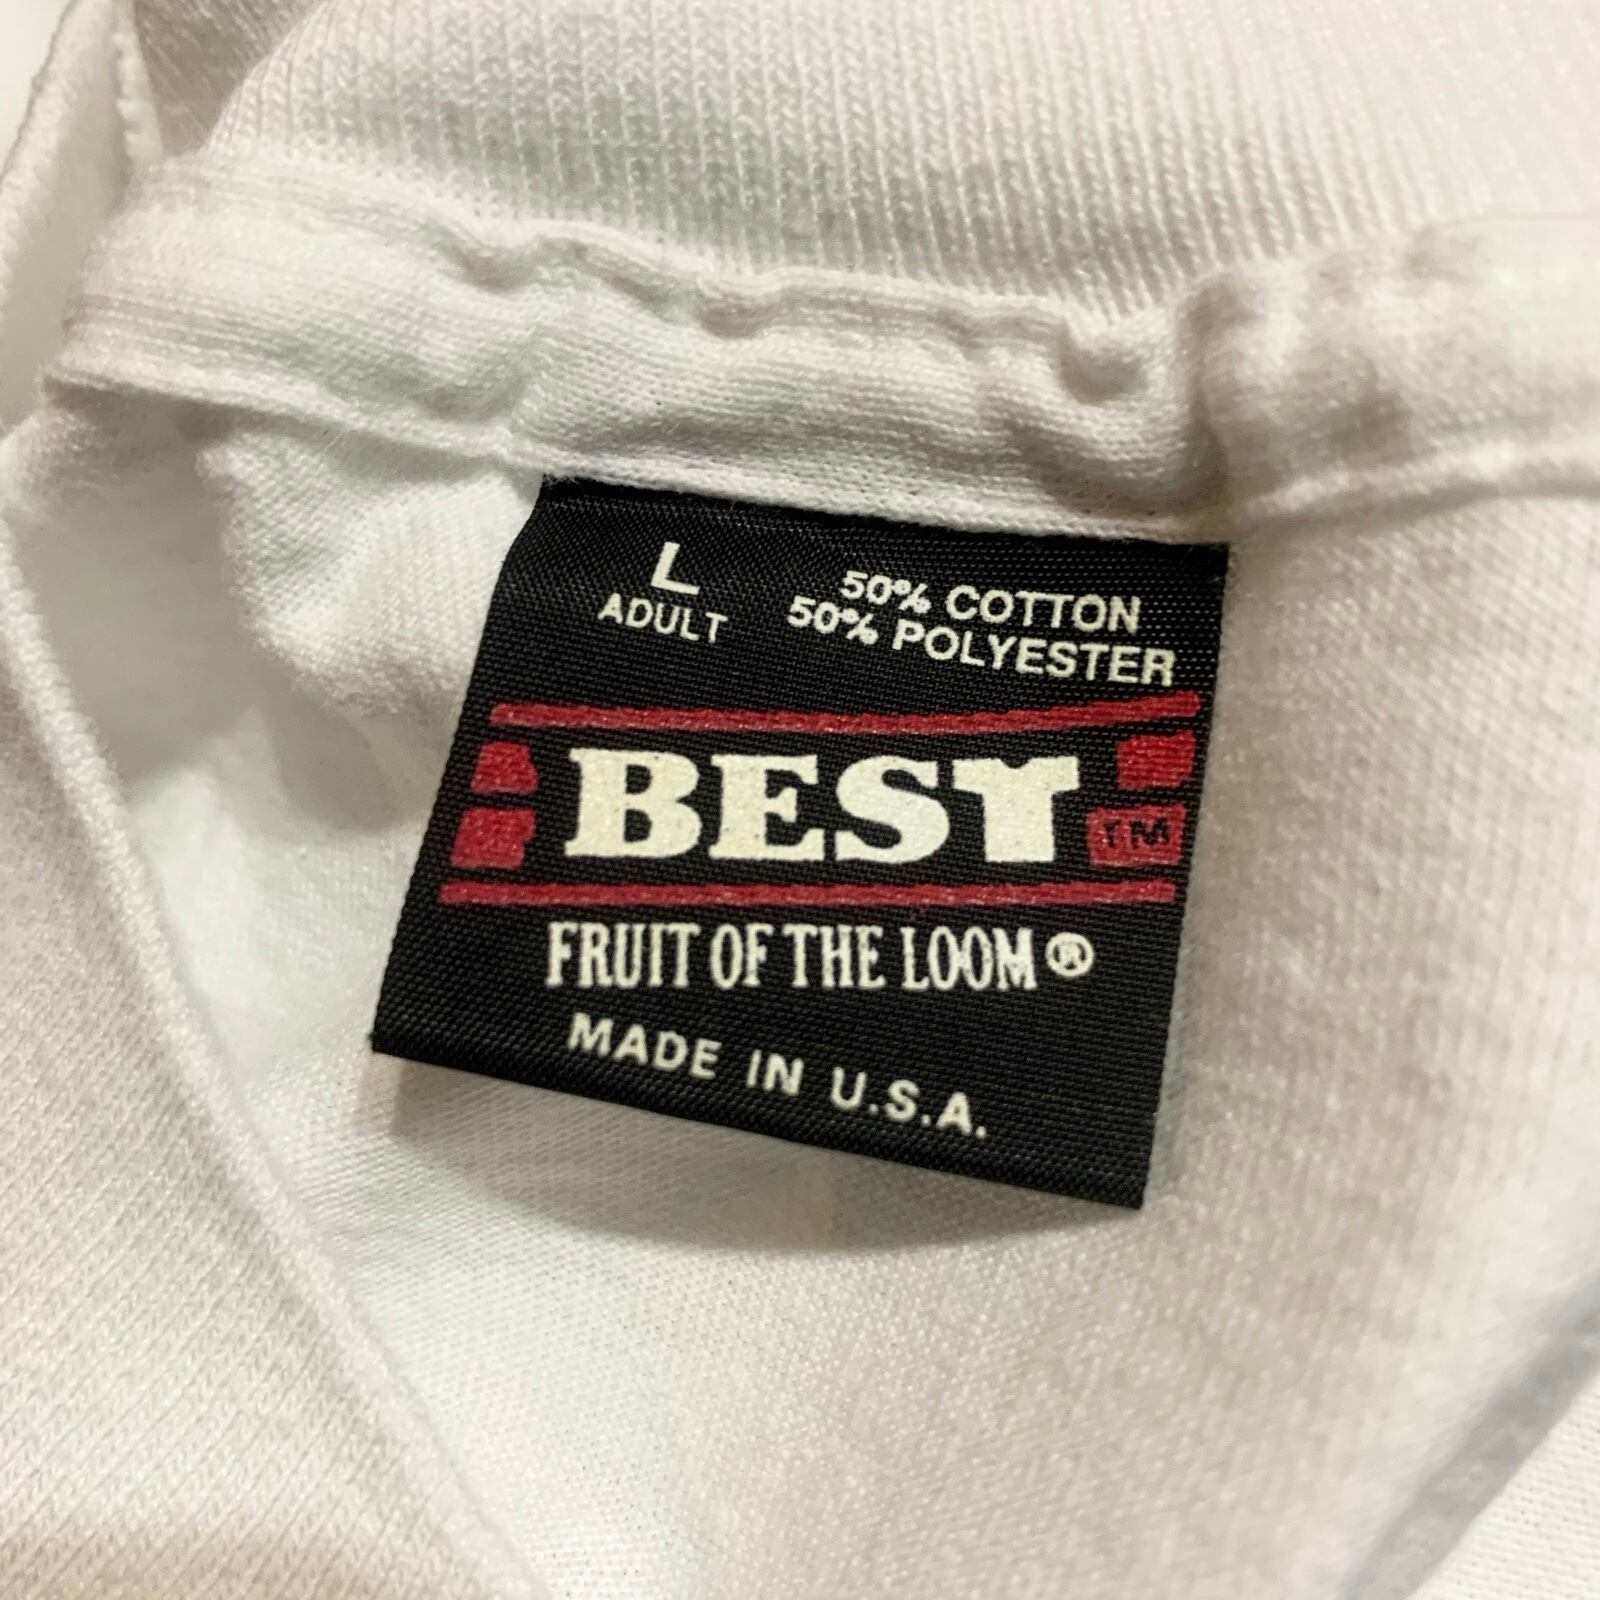 L
ADULT
50% COTTON
50% POLYESTER
BEST
TM
FRUIT OF THE LOOM®
MADE IN U.S.A.